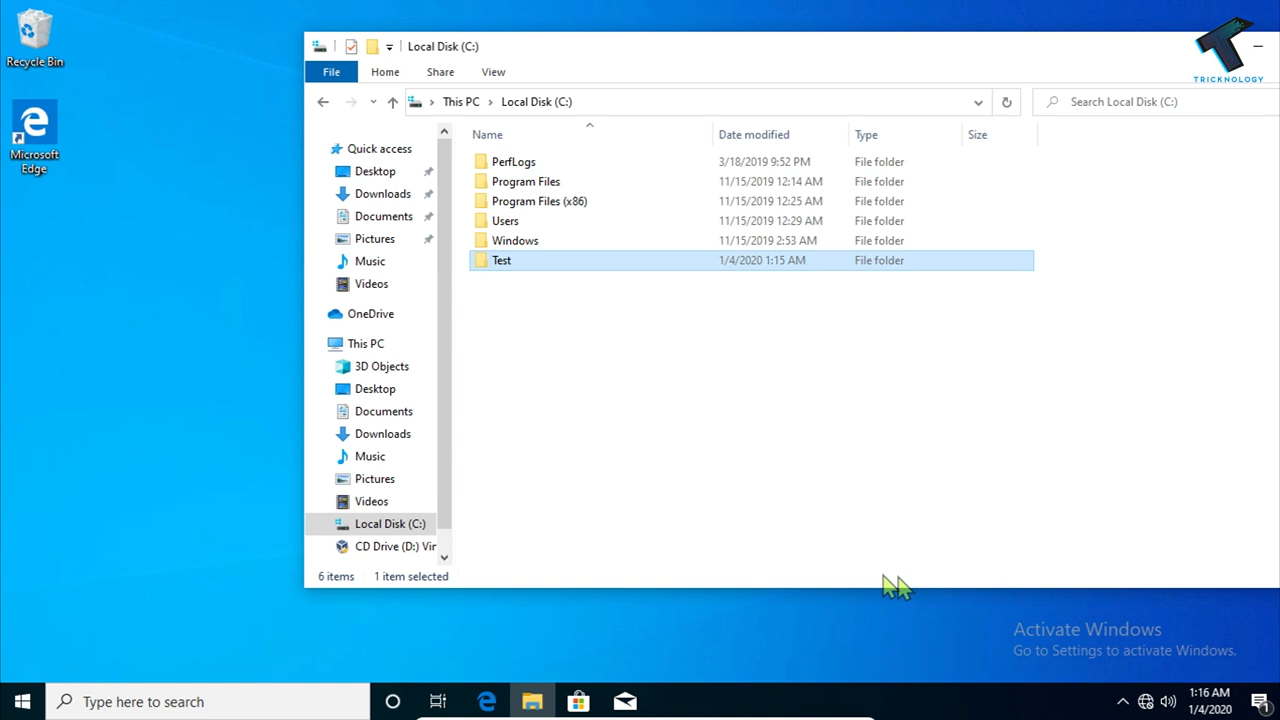 Recycle Bin
Microsoft
Edge
Local Disk (C:)
TRICKNOLOGY
File Home Share View
This PC Local Disk (C:)
Search Local Disk (C:)
Name Date modified Type Size
Quick access
Desktop
Downloads
Documents
Pictures
Music
Videos
OneDrive
This PC
3D Objects
Desktop
Documents
Downloads
Music
Pictures
Videos
Local Disk (C:)
CD Drive (D:) Vir
PerfLogs 3/18/2019 9:52 PM File folder
Program Files 11/15/2019 12:14 AM File folder
Program Files (x86) 11/15/2019 12:25 AM File folder
Users 11/15/2019 12:29 AM File folder
Windows 11/15/2019 2:53 AM File folder
Test 1/4/2020 1:15 AM File folder
6 items 1 item selected
Activate Windows
Go to Settings to activate Windows.
Type here to search
1:16 AM
1/4/2020
1